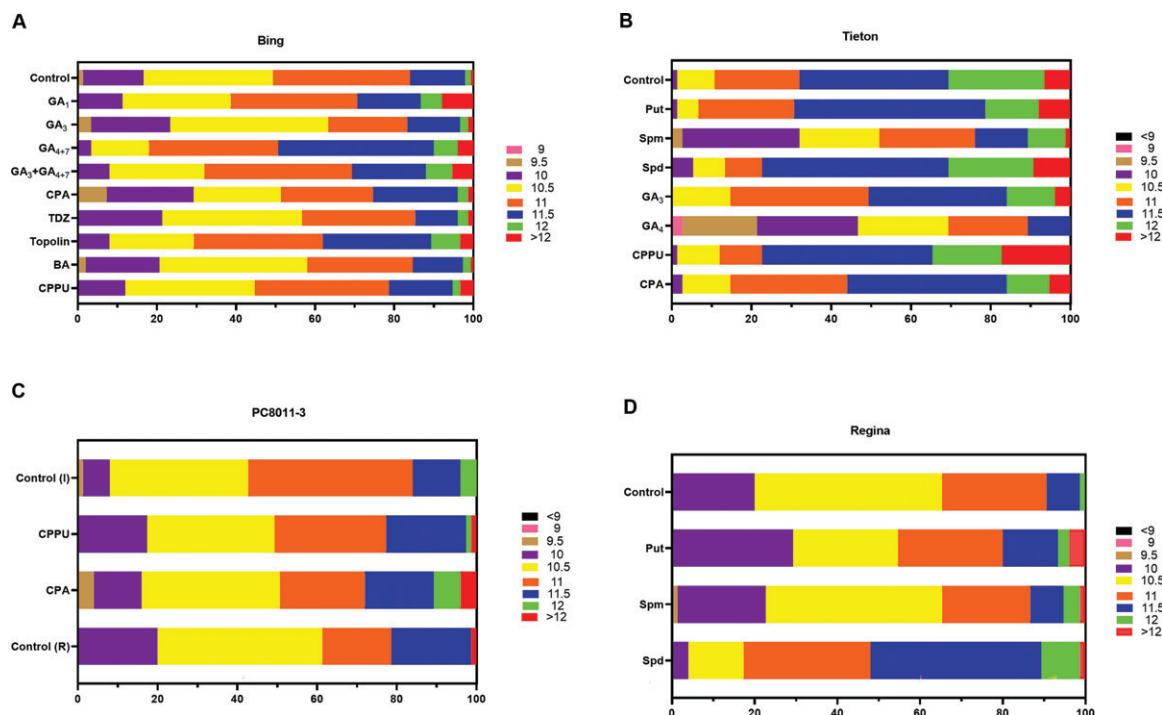 A
Bing
Control
GA1
GA3
GA4+7
GA3+GA4+7
CPA
TDZ
Topolin
BA
CPPU
0 20 40 60 80 100
9
9.5
10
10.5
11
11.5
12
>12
B
Tieton
Control
Put
Spm
Spd
GA3
GA4
CPPU
CPA
0 20 40 60 80 100
<9
9
9.5
10
10.5
11
11.5
12
>12
C
PC8011-3
Control (I)
CPPU
CPA
Control (R)
0 20 40 60 80 100
<9
9
9.5
10
10.5
11
11.5
12
>12
D
Regina
Control
Put
Spm
Spd
0 20 40 60 80 100
<9
9
9.5
10
10.5
11
11.5
12
>12